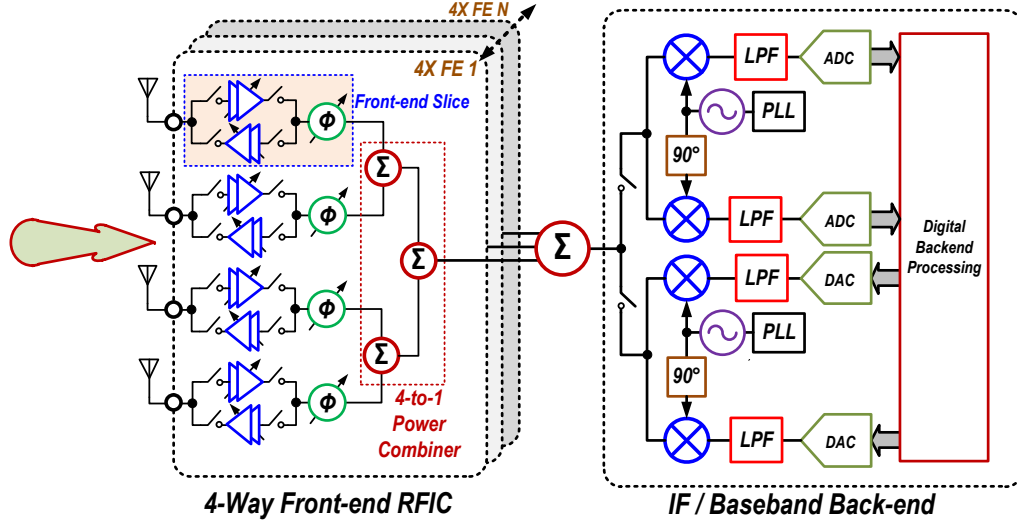 4X FE N
4X FE 1
Front-end Slice
Φ
Σ
Φ
Σ
Φ
Σ
Φ
4-to-1
Power
Combiner
4-Way Front-end RFIC
Σ
LPF
ADC
PLL
90°
LPF
ADC
Digital
Backend
Processing
LPF
DAC
PLL
90°
LPF
DAC
IF / Baseband Back-end